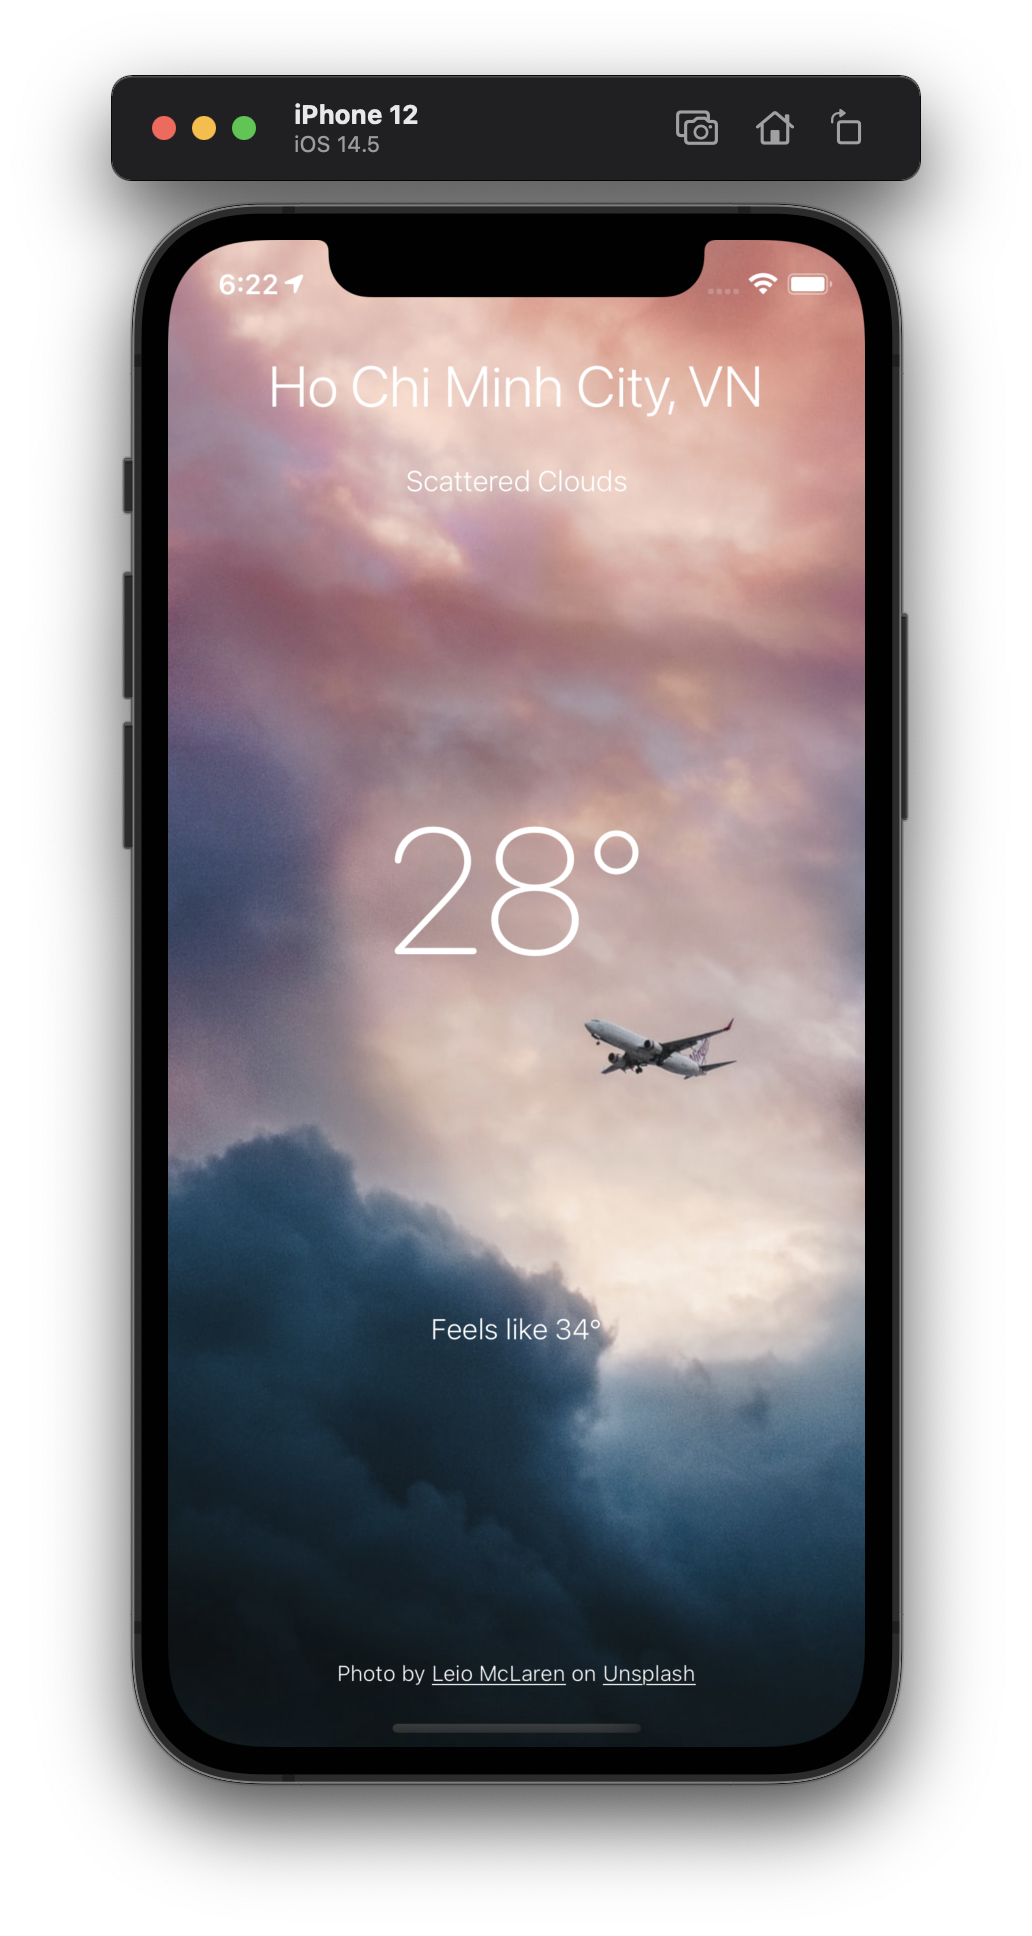 iPhone 12
iOS 14.5
6:22
Ho Chi Minh City, VN
Scattered Clouds
28°
Feels like 34°
Photo by Leio McLaren on Unsplash